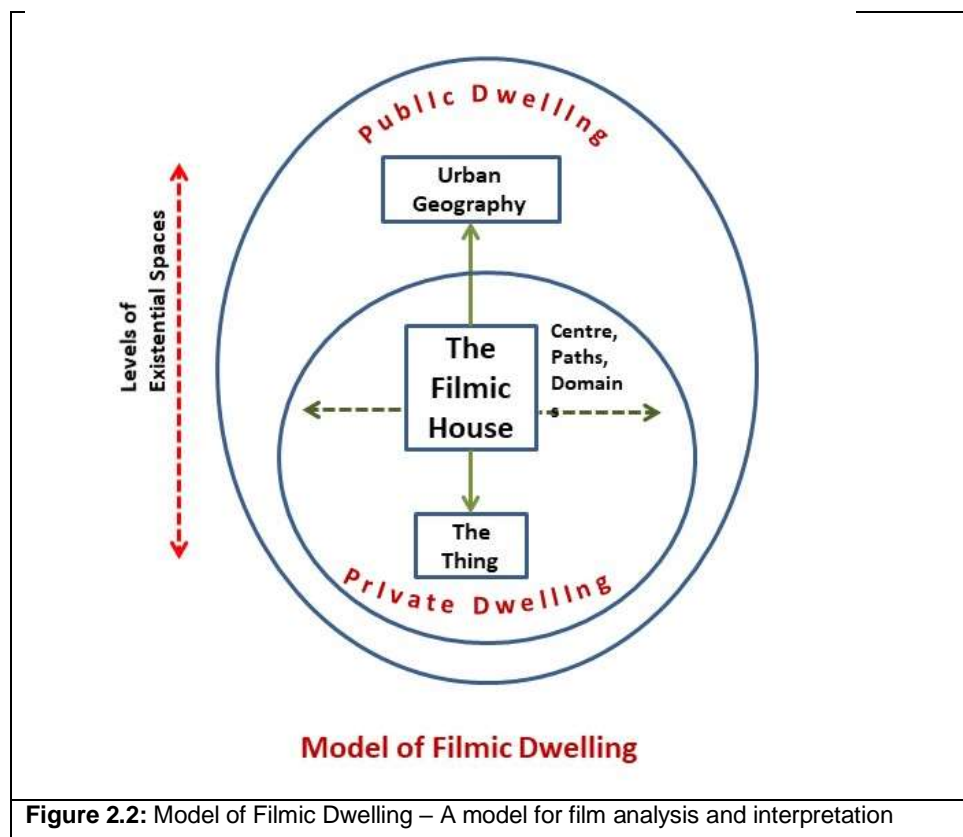 Public Dwelling
Urban
Geography
Levels of
Existential Spaces
The
Filmic
House
Centre,
Paths,
Domain
s
The
Thing
Private Dwelling
Model of Filmic Dwelling
Figure 2.2: Model of Filmic Dwelling – A model for film analysis and interpretation